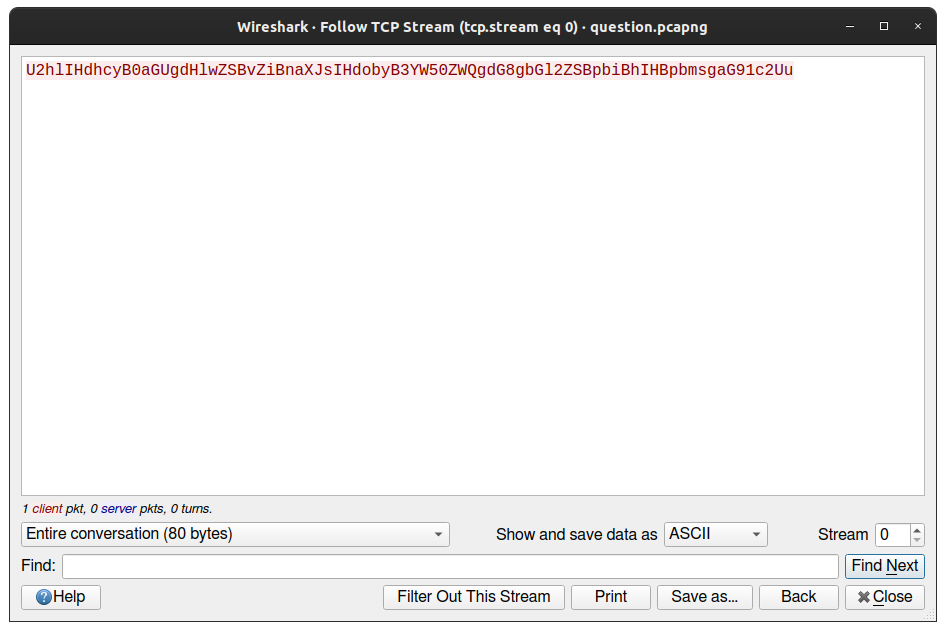 Wireshark · Follow TCP Stream (tcp.stream eq 0) · question.pcapng
U2hlIHdhcyB0aGUgdHlwZSBvZiBnaXJsIHdobyB3YW50ZWQgdG8gbGl2ZSBpbiBhIHBpbmsgaG91c2Uu
1 client pkt, 0 server pkts, 0 turns.
Entire conversation (80 bytes) Show and save data as ASCII Stream 0
Find: Find Next
Help Filter Out This Stream Print Save as... Back Close